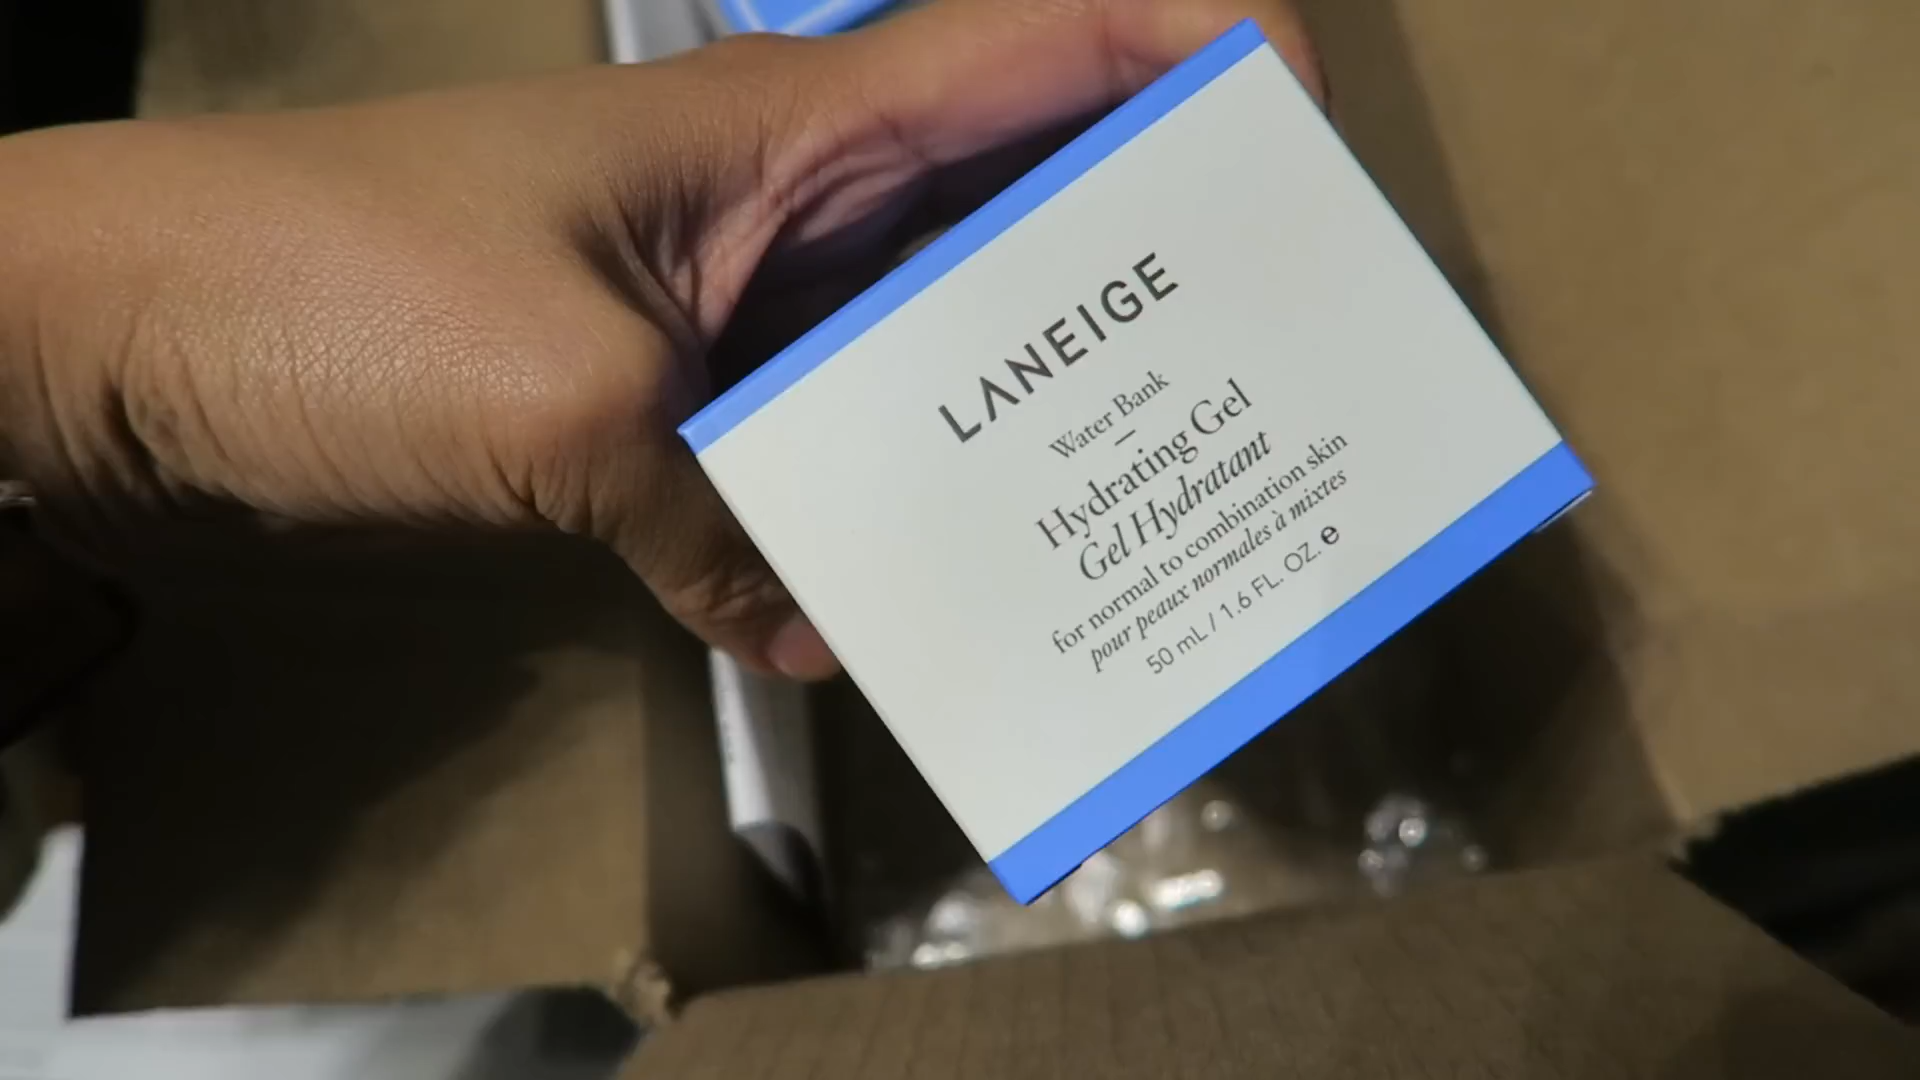 LANEIGE
Water Bank
Hydrating Gel
Gel Hydratant
for normal to combination skin
pour peaux normales à mixtes
50 mL / 1.6 FL. OZ. e